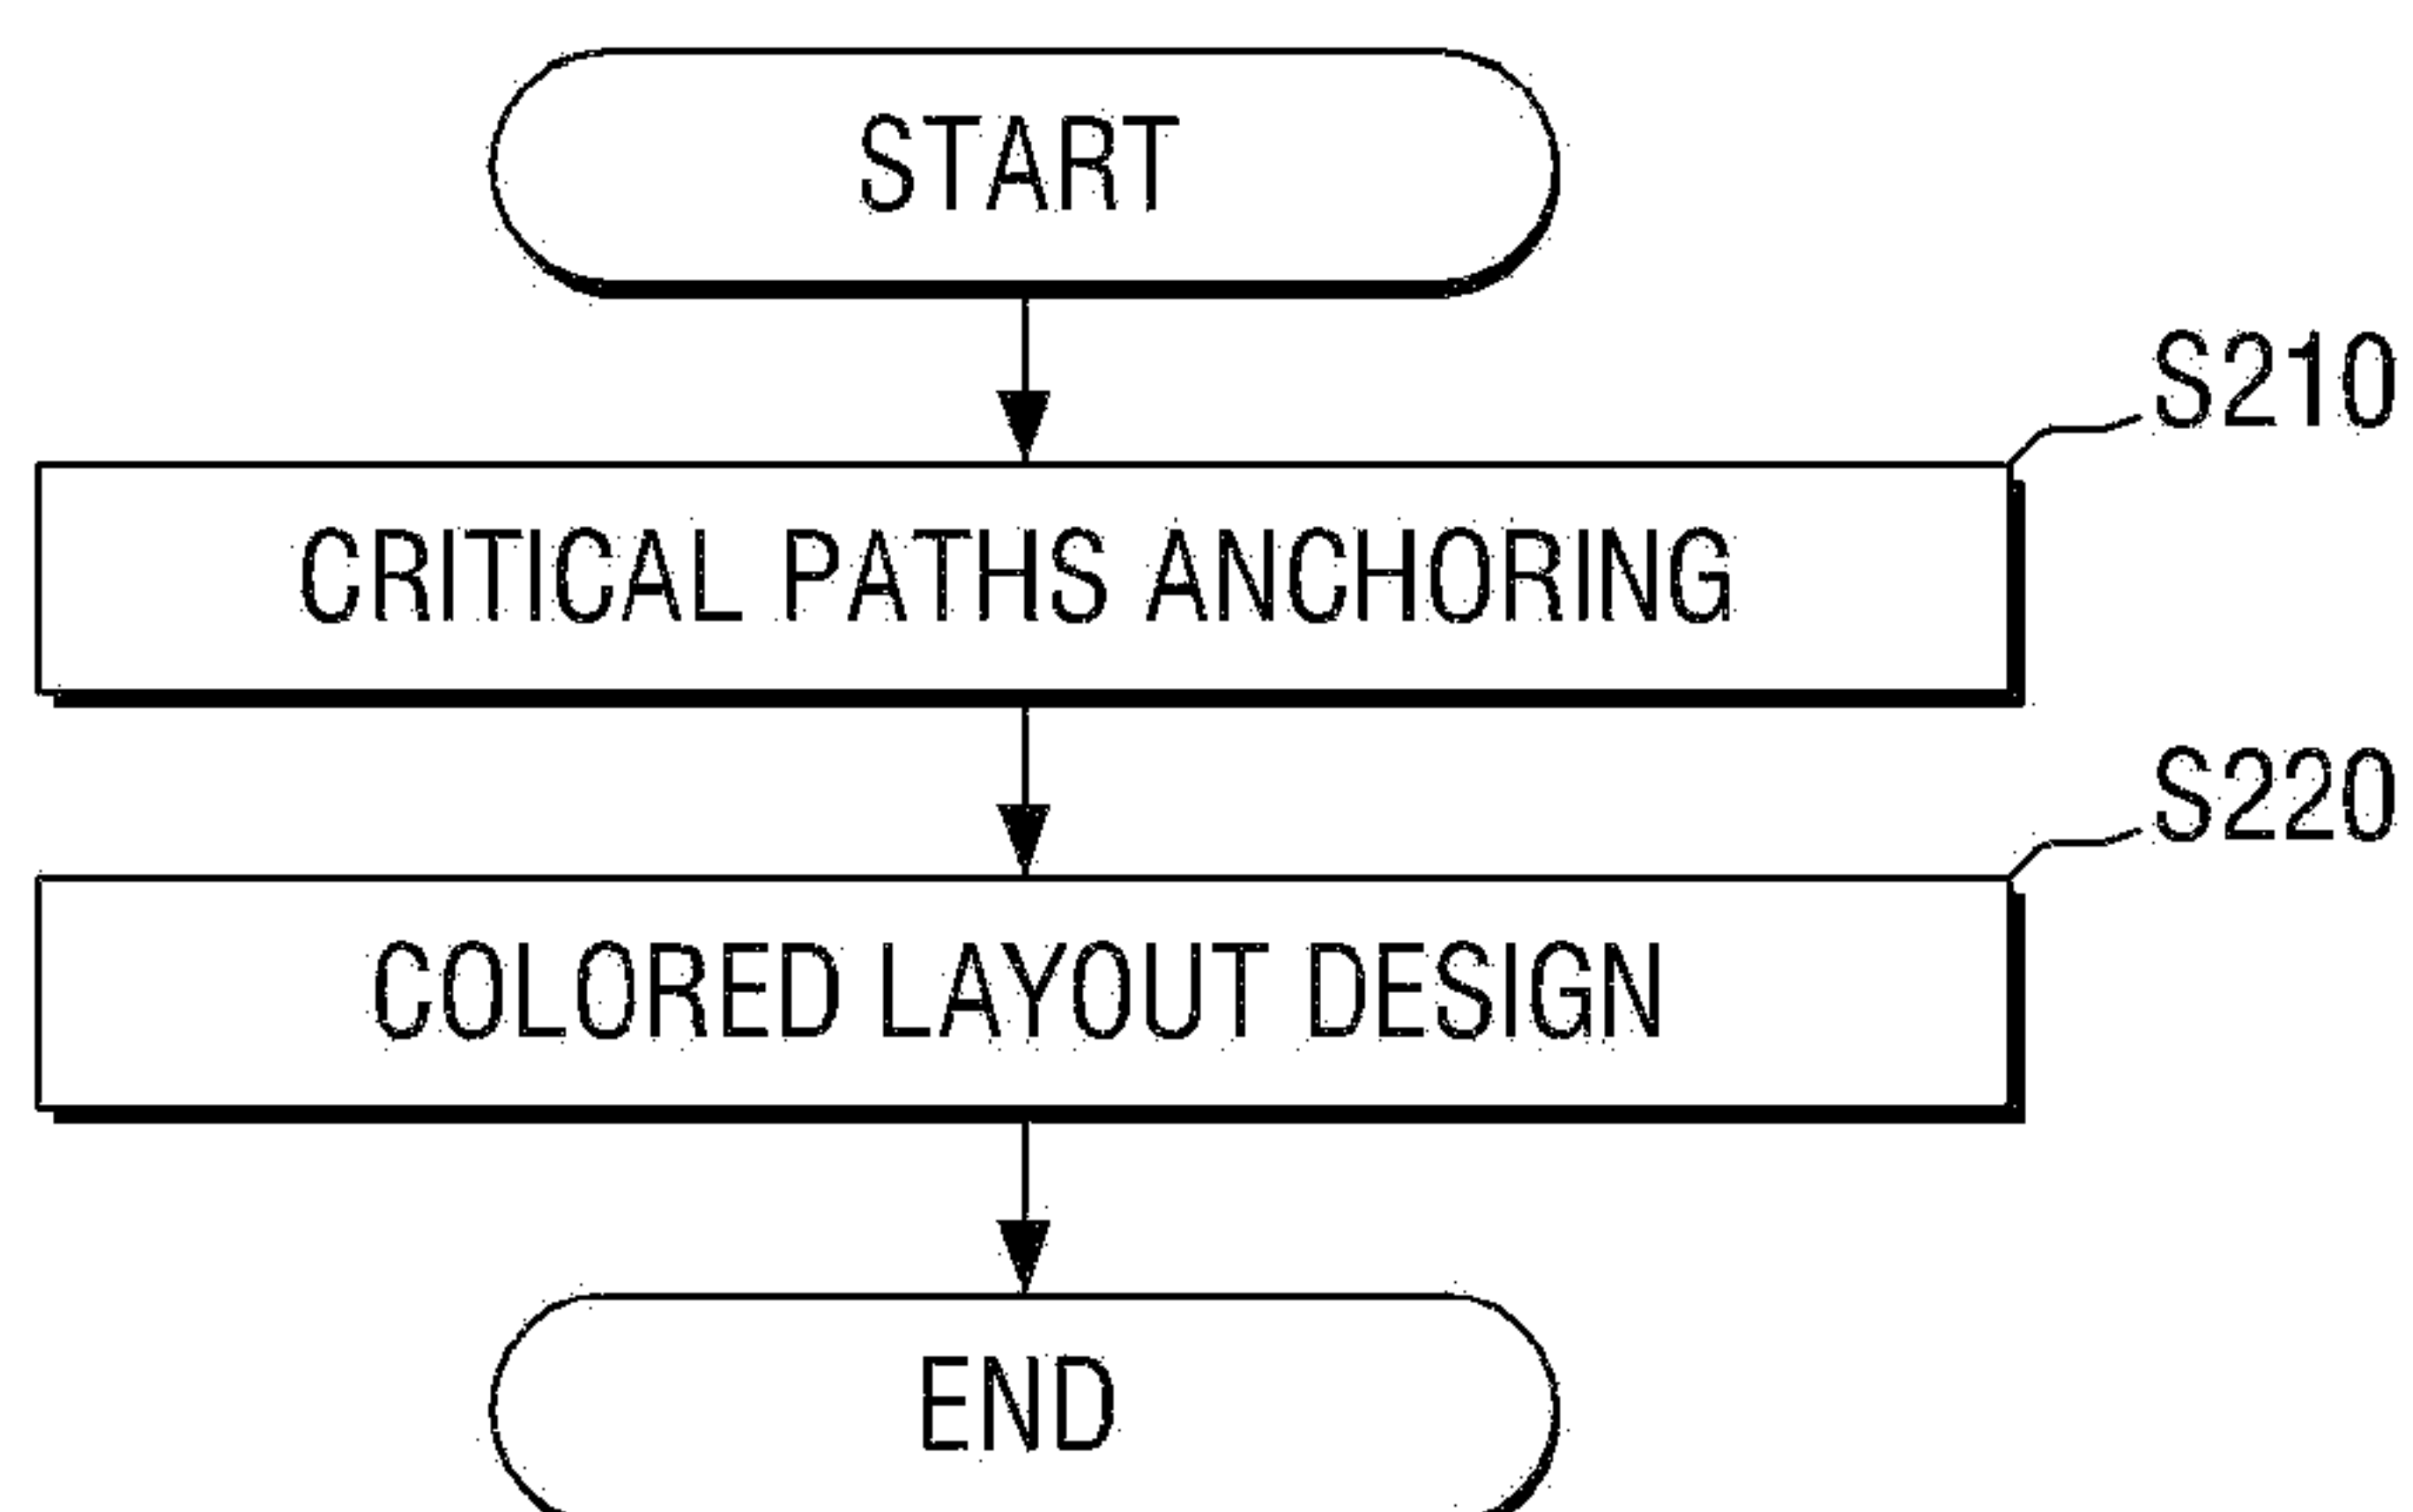 START
S210
CRITICAL PATHS ANCHORING
S220
COLORED LAYOUT DESIGN
END